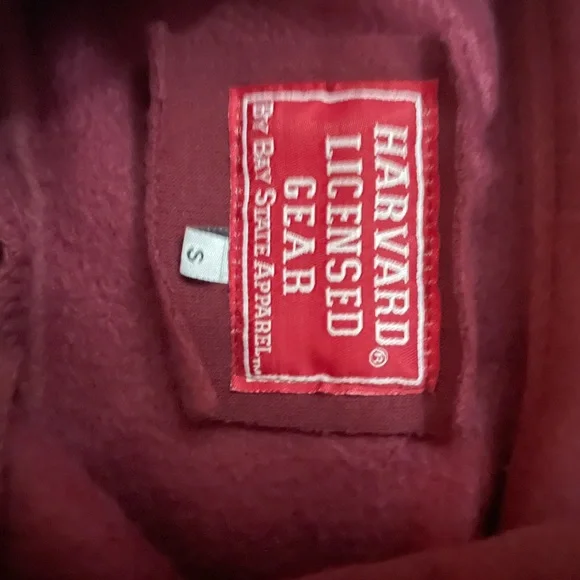 HARVARD®
LICENSED
GEAR
BY BAY STATE APPAREL™
S